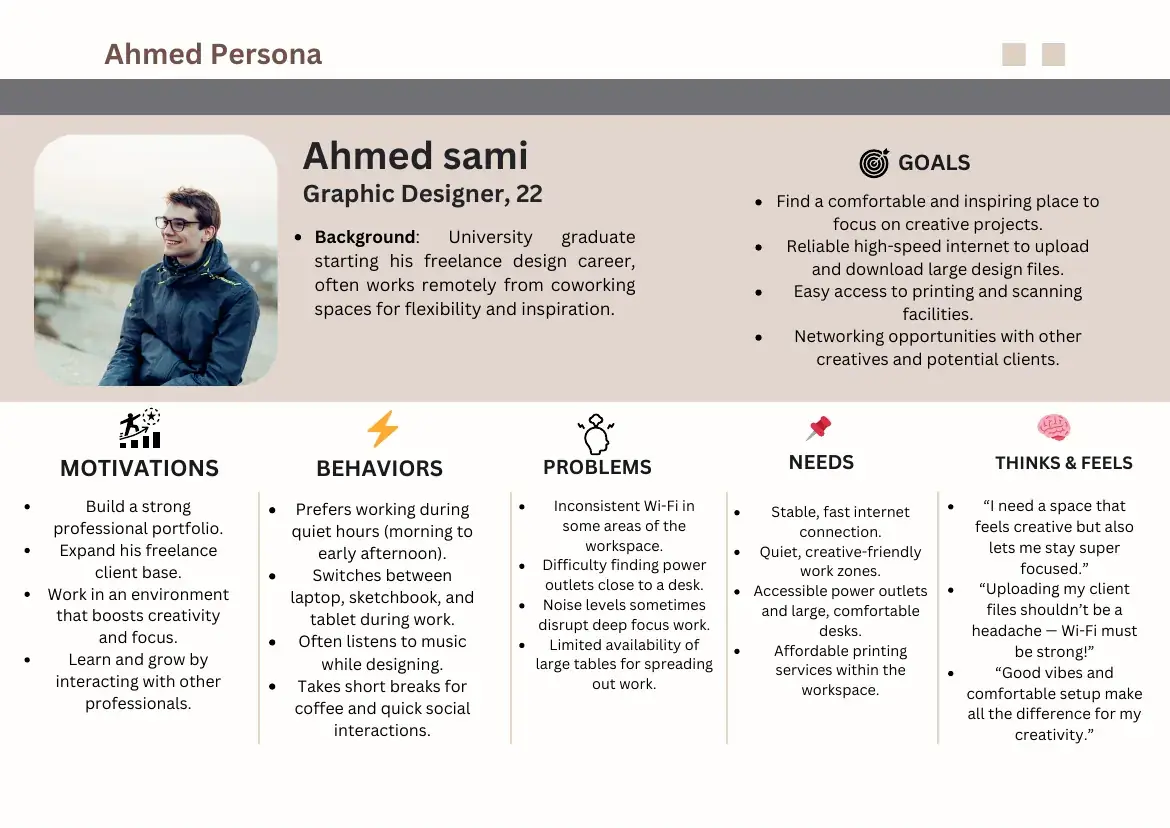 Ahmed Persona
Ahmed sami
Graphic Designer, 22
• Background: University graduate
starting his freelance design career,
often works remotely from coworking
spaces for flexibility and inspiration.
GOALS
• Find a comfortable and inspiring place to
focus on creative projects.
• Reliable high-speed internet to upload
and download large design files.
• Easy access to printing and scanning
facilities.
• Networking opportunities with other
creatives and potential clients.
MOTIVATIONS
• Build a strong
professional portfolio.
• Expand his freelance
client base.
• Work in an environment
that boosts creativity
and focus.
• Learn and grow by
interacting with other
professionals.
BEHAVIORS
• Prefers working during
quiet hours (morning to
early afternoon).
• Switches between
laptop, sketchbook, and
tablet during work.
• Often listens to music
while designing.
• Takes short breaks for
coffee and quick social
interactions.
PROBLEMS
• Inconsistent Wi-Fi in
some areas of the
workspace.
• Difficulty finding power
outlets close to a desk.
• Noise levels sometimes
disrupt deep focus work.
• Limited availability of
large tables for spreading
out work.
NEEDS
• Stable, fast internet
connection.
• Quiet, creative-friendly
work zones.
• Accessible power outlets
and large, comfortable
desks.
• Affordable printing
services within the
workspace.
THINKS & FEELS
• “I need a space that
feels creative but also
lets me stay super
focused.”
• “Uploading my client
files shouldn’t be a
headache — Wi-Fi must
be strong!”
• “Good vibes and
comfortable setup make
all the difference for my
creativity.”